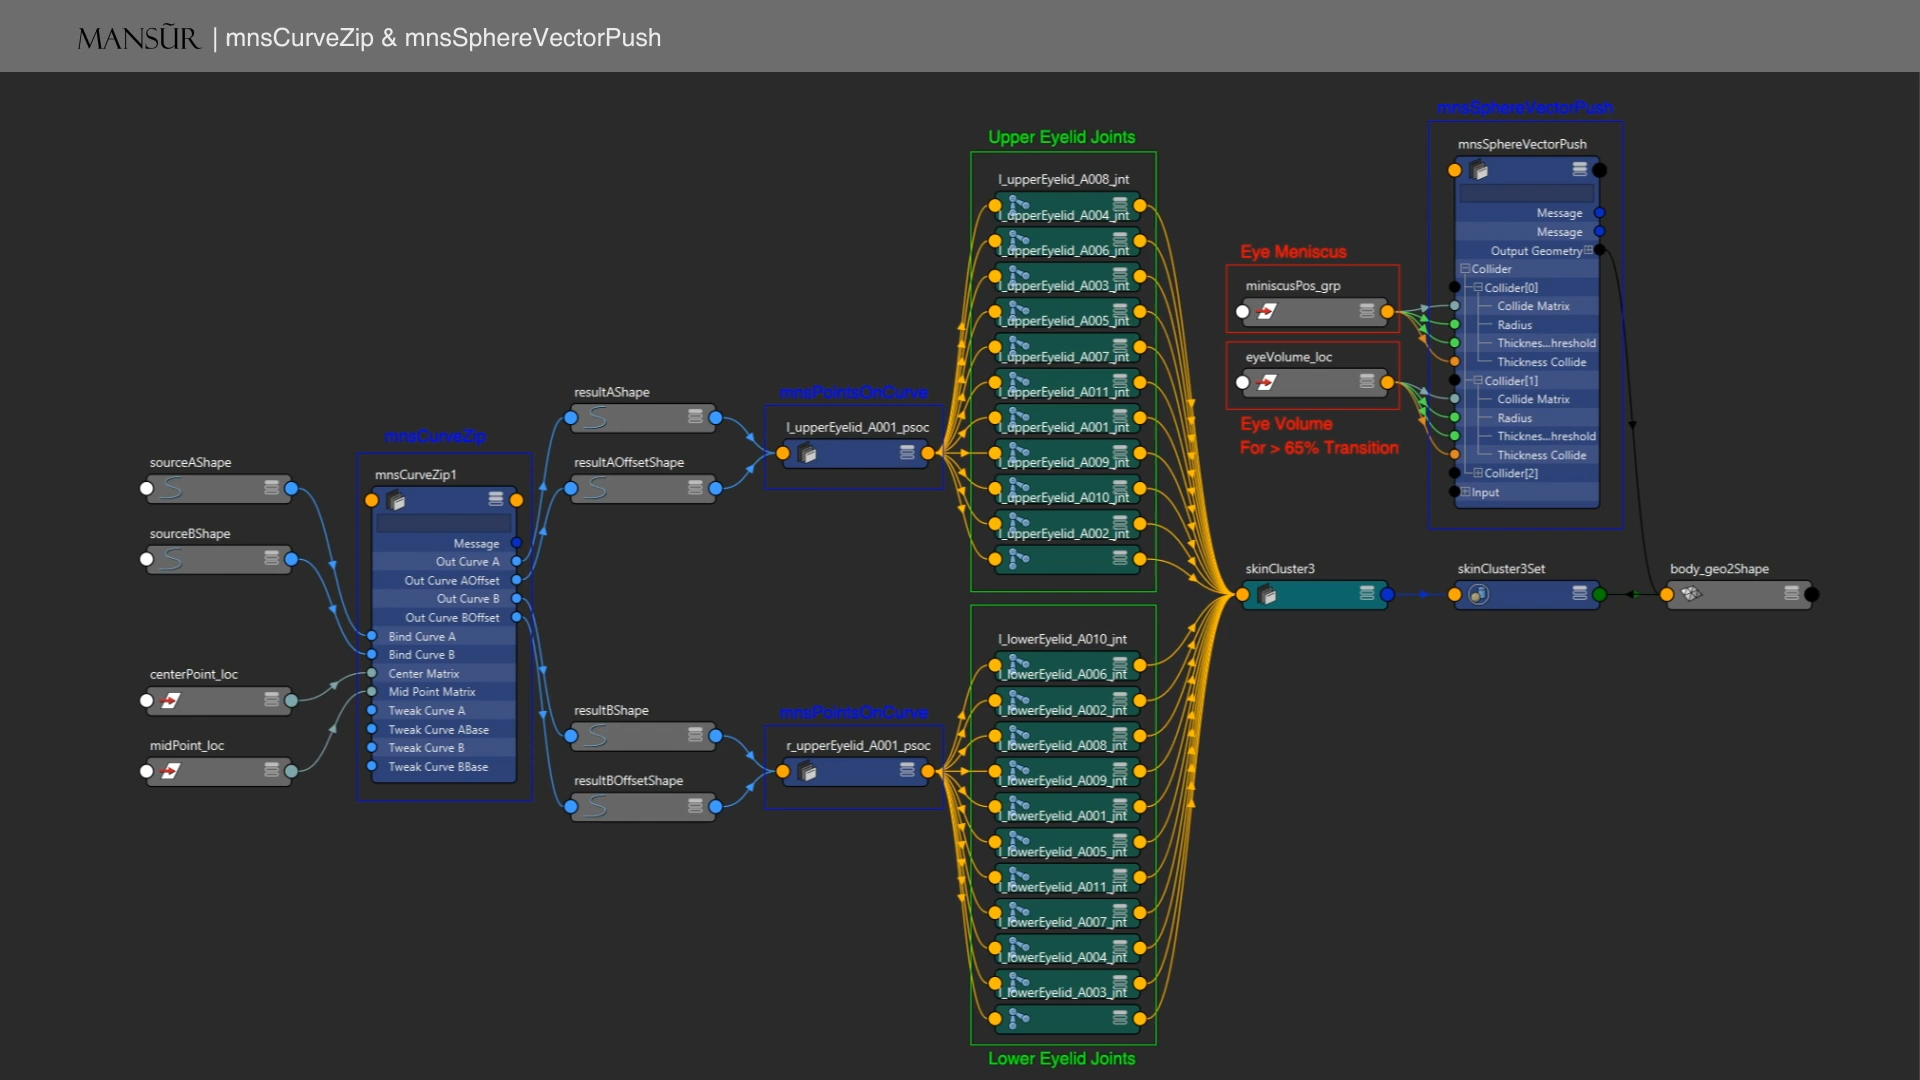 MANSŪR | mnsCurveZip & mnsSphereVectorPush
sourceAShape
sourceBShape
centerPoint_loc
midPoint_loc
mnsCurveZip
mnsCurveZip1
Message
Out Curve A
Out Curve AOffset
Out Curve B
Out Curve BOffset
Bind Curve A
Bind Curve B
Center Matrix
Mid Point Matrix
Tweak Curve A
Tweak Curve ABase
Tweak Curve B
Tweak Curve BBase
resultAShape
resultAOffsetShape
resultBShape
resultBOffsetShape
mnsPointsOnCurve
l_upperEyelid_A001_psoc
mnsPointsOnCurve
r_upperEyelid_A001_psoc
Upper Eyelid Joints
l_upperEyelid_A008_jnt
l_upperEyelid_A004_jnt
l_upperEyelid_A006_jnt
l_upperEyelid_A003_jnt
l_upperEyelid_A005_jnt
l_upperEyelid_A007_jnt
l_upperEyelid_A011_jnt
l_upperEyelid_A001_jnt
l_upperEyelid_A009_jnt
l_upperEyelid_A010_jnt
l_upperEyelid_A002_jnt
l_lowerEyelid_A010_jnt
l_lowerEyelid_A006_jnt
l_lowerEyelid_A002_jnt
l_lowerEyelid_A008_jnt
l_lowerEyelid_A009_jnt
l_lowerEyelid_A001_jnt
l_lowerEyelid_A005_jnt
l_lowerEyelid_A011_jnt
l_lowerEyelid_A007_jnt
l_lowerEyelid_A004_jnt
l_lowerEyelid_A003_jnt
Lower Eyelid Joints
Eye Meniscus
miniscusPos_grp
eyeVolume_loc
Eye Volume
For > 65% Transition
mnsSphereVectorPush
mnsSphereVectorPush
Message
Message
Output Geometry
Collider
Collider[0]
Collide Matrix
Radius
Thicknes...hreshold
Thickness Collide
Collider[1]
Collide Matrix
Radius
Thicknes...hreshold
Thickness Collide
Collider[2]
Input
skinCluster3
skinCluster3Set
body_geo2Shape